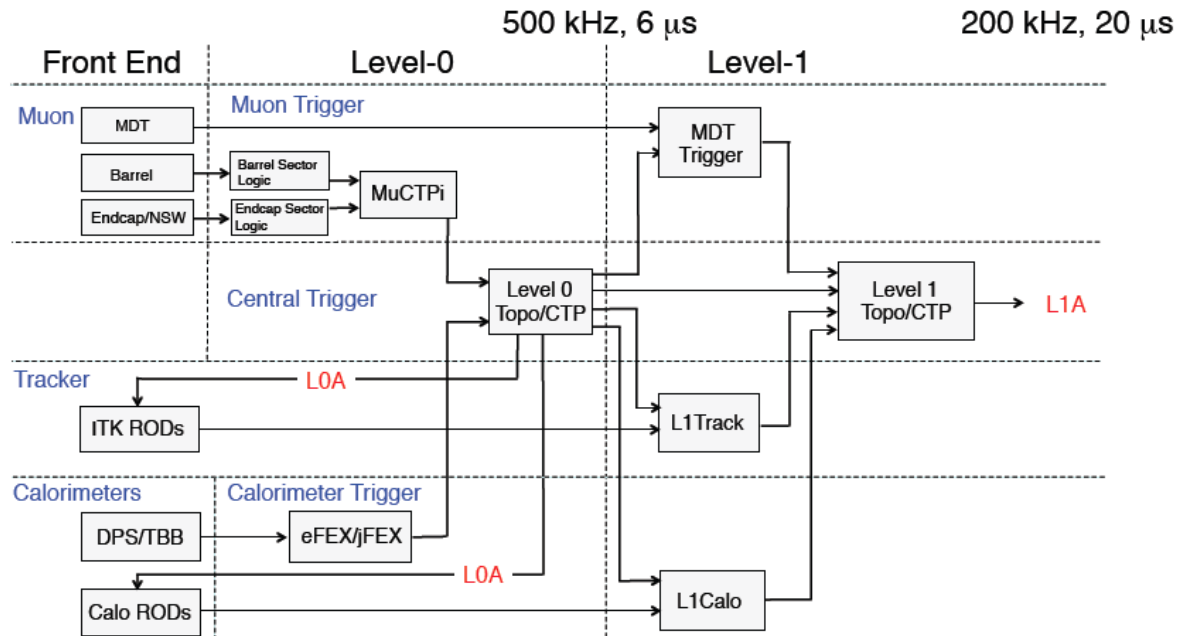 500 kHz, 6 μs
200 kHz, 20 μs
Front End
Level-0
Level-1
Muon
Muon Trigger
MDT
MDT
Trigger
Barrel
Barrel Sector
Logic
MuCTPi
Endcap/NSW
Endcap Sector
Logic
Central Trigger
Level 0
Topo/CTP
Level 1
Topo/CTP
L1A
Tracker
L0A
ITK RODs
L1Track
Calorimeters
Calorimeter Trigger
DPS/TBB
eFEX/jFEX
L0A
Calo RODs
L1Calo